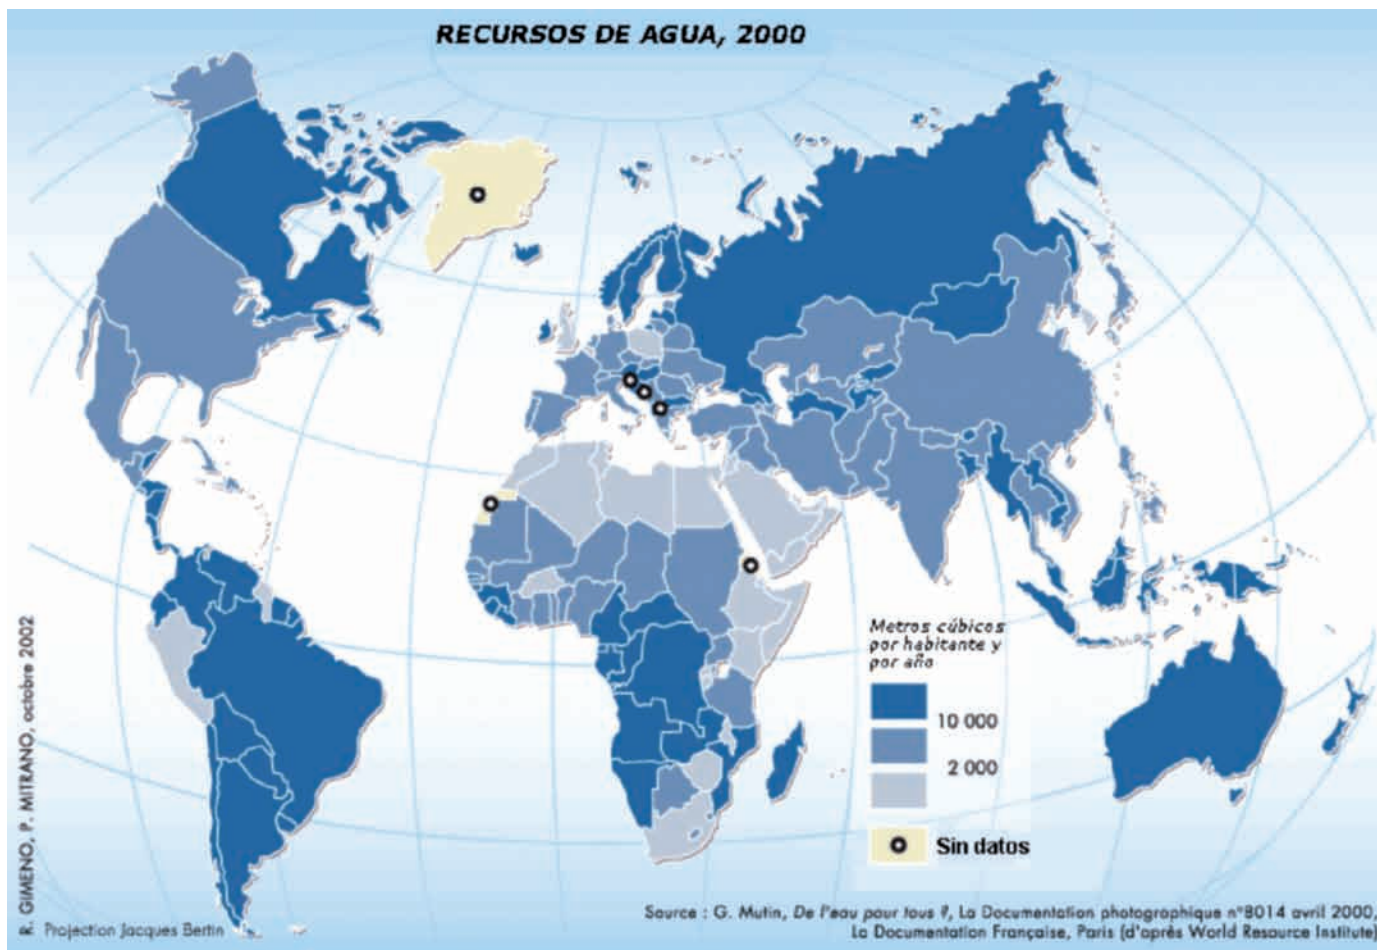 RECURSOS DE AGUA, 2000
Metros cúbicos
por habitante y
por año
10 000
2 000
Sin datos
R. GIMENO, P. MITRANO, octobre 2002
Projection Jacques Bertin
Source : G. Mutin, De l'eau pour tous ?, La Documentation photographique n°8014 avril 2000,
La Documentation Française, Paris (d'après World Resource Institute)